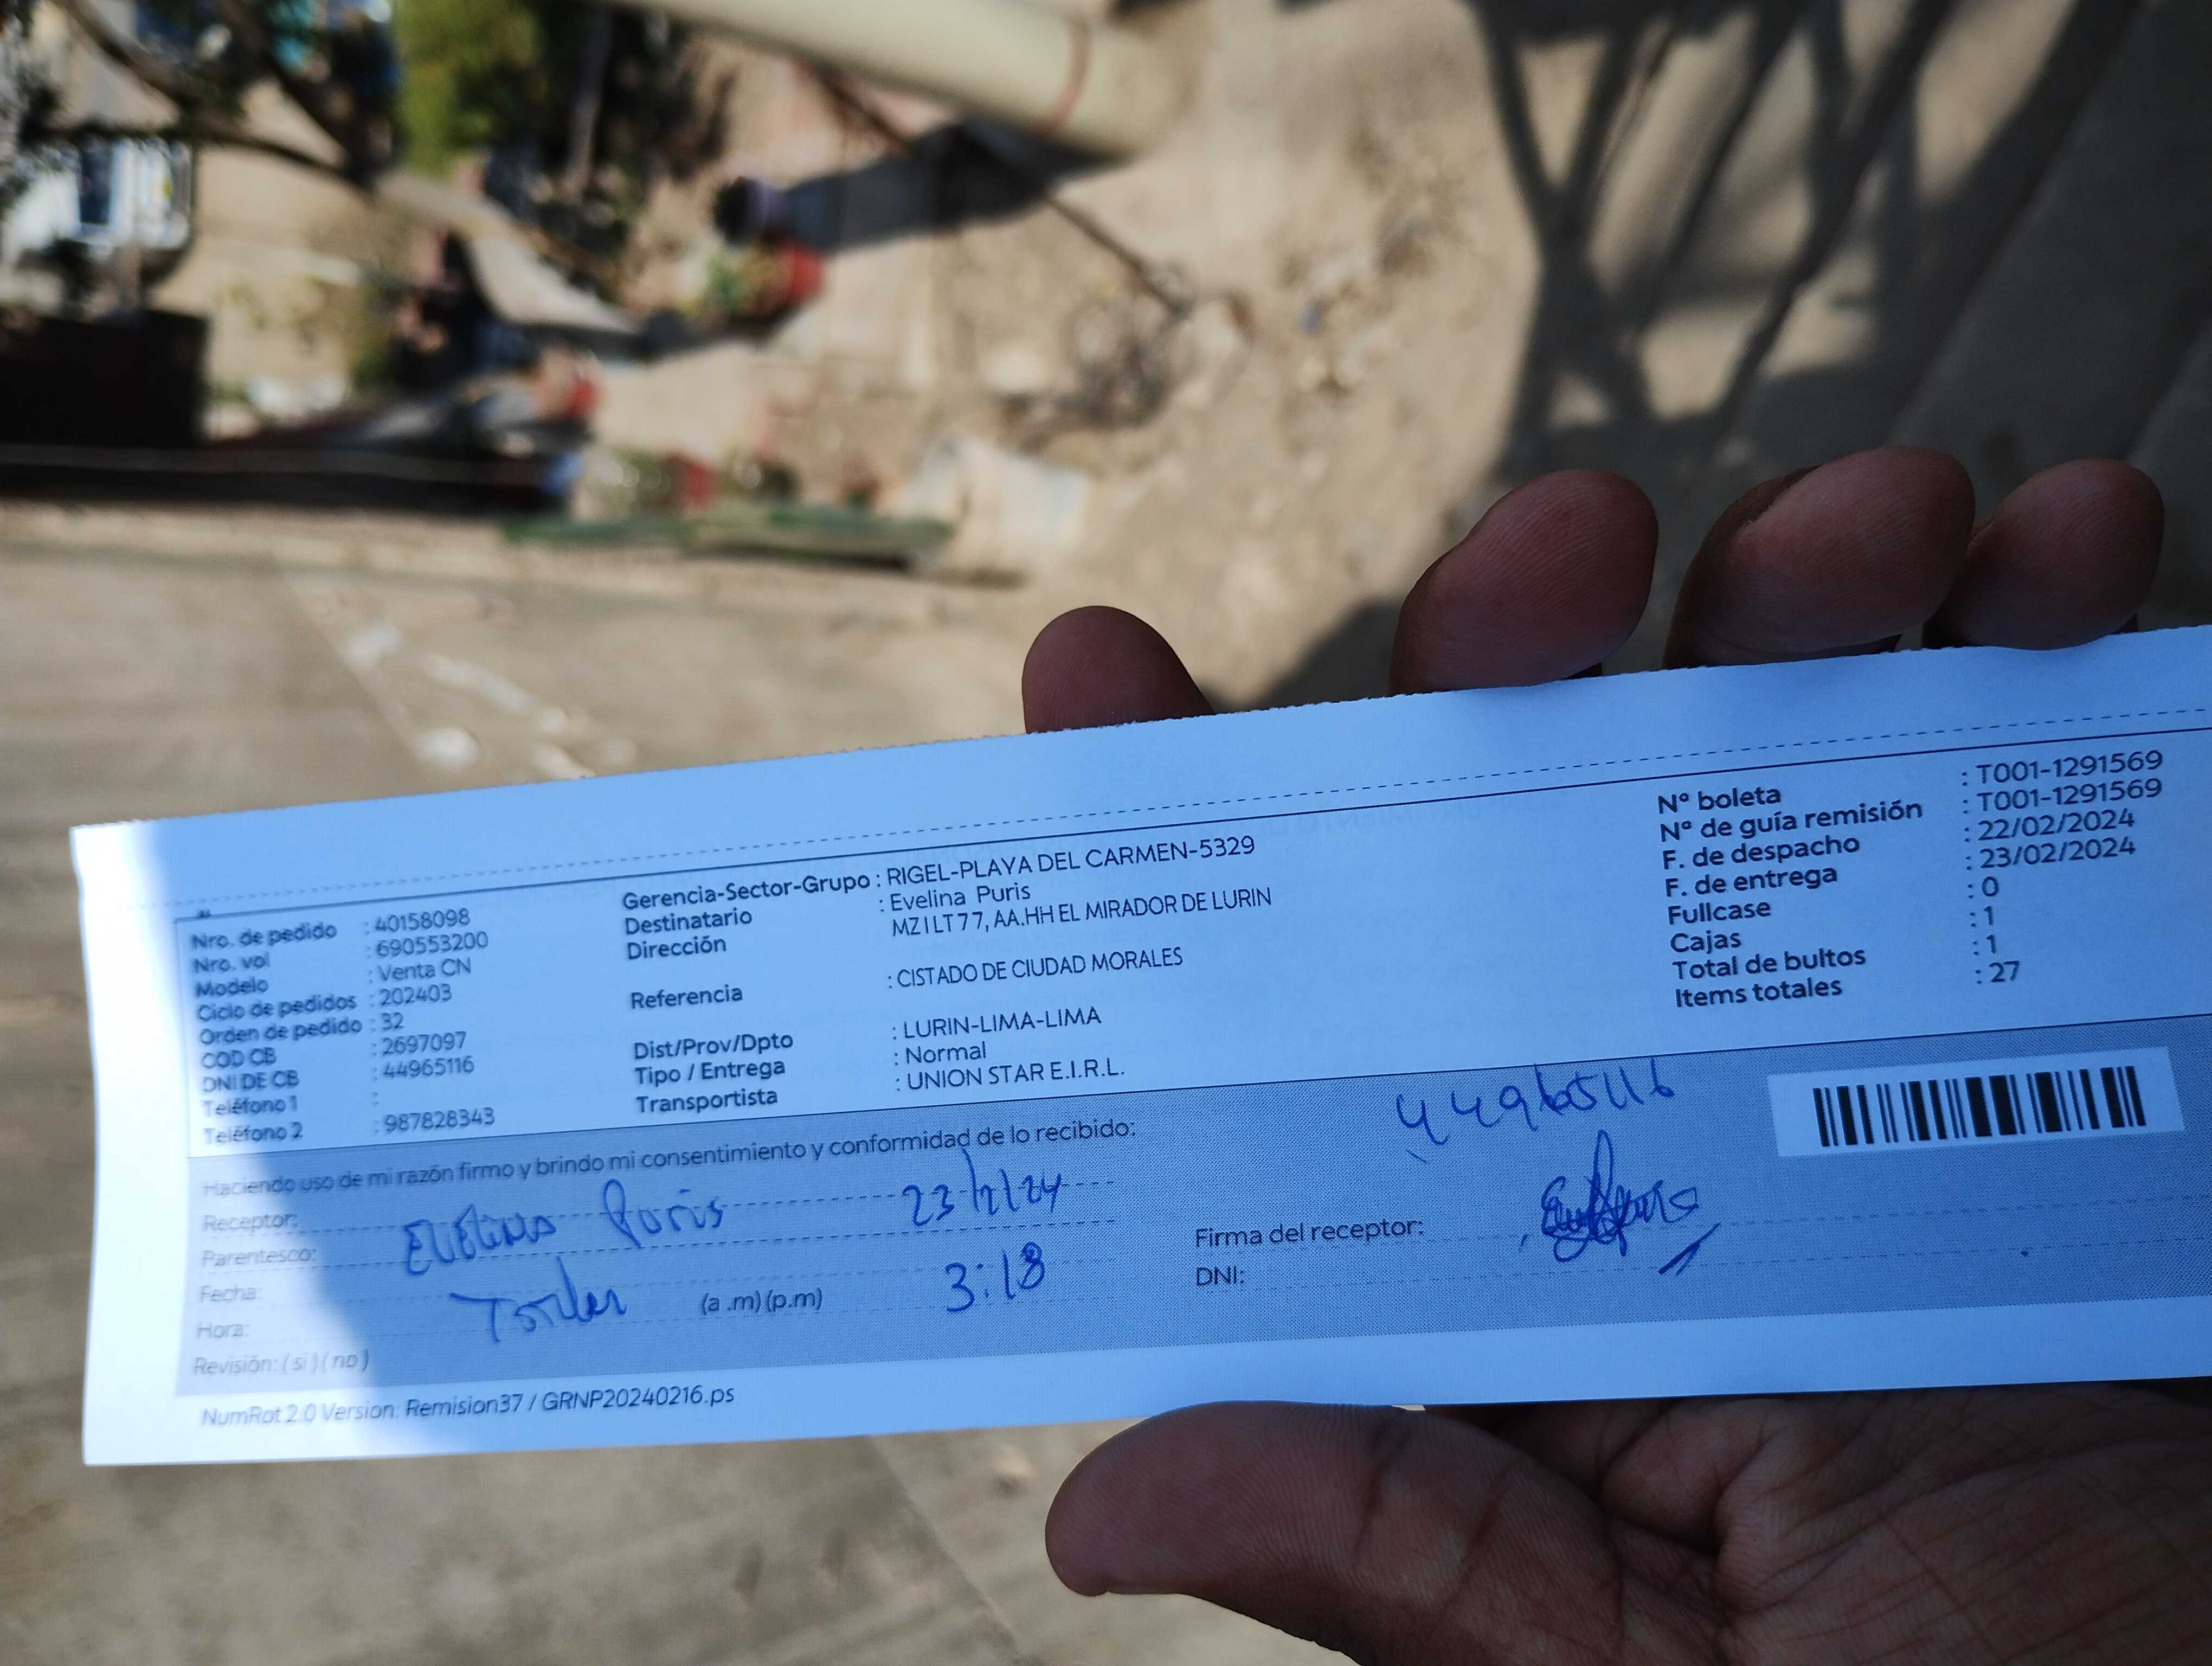 Nro. de pedido : 40158098
Nro. vol : 690553200
Modelo : Venta CN
Ciclo de pedidos : 202403
Orden de pedido : 32
COD CB : 2697097
DNI DE CB : 44965116
Teléfono 1 :
Teléfono 2 : 987828343
Gerencia-Sector-Grupo : RIGEL-PLAYA DEL CARMEN-5329
Destinatario : Evelina Puris
Dirección MZ I LT 77, AA.HH EL MIRADOR DE LURIN
Referencia : CISTADO DE CIUDAD MORALES
Dist/Prov/Dpto : LURIN-LIMA-LIMA
Tipo / Entrega : Normal
Transportista : UNION STAR E.I.R.L.
N° boleta : T001-1291569
N° de guía remisión : T001-1291569
F. de despacho : 22/02/2024
F. de entrega : 23/02/2024
Fullcase : 0
Cajas : 1
Total de bultos : 1
Items totales : 27
Haciendo uso de mi razón firmo y brindo mi consentimiento y conformidad de lo recibido:
44965116
Receptor:
Evelina Puris 23/2/24
Parentesco:
Fecha:
Hora: (a .m) (p.m) 3:18
Revisión: ( si ) ( no )
Firma del receptor:
DNI:
NumRot 2.0 Version: Remision37 / GRNP20240216.ps